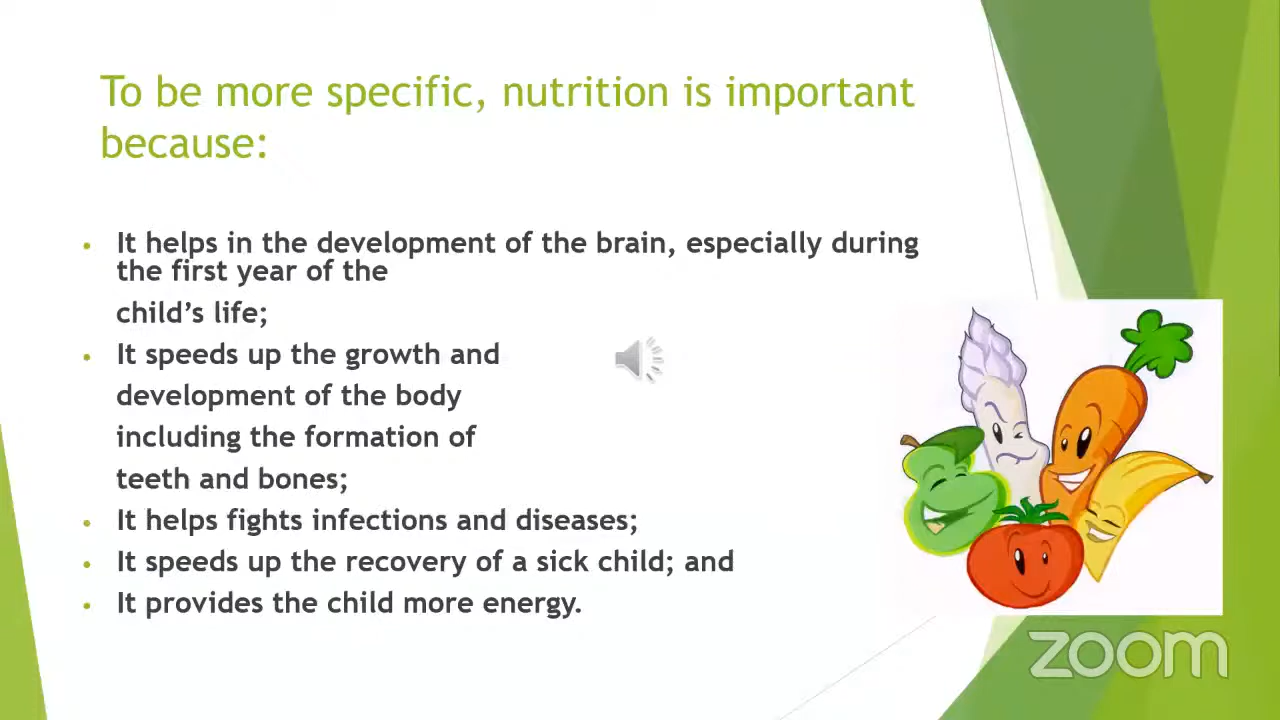 To be more specific, nutrition is important
because:
• It helps in the development of the brain, especially during
the first year of the
child's life;
• It speeds up the growth and
development of the body
including the formation of
teeth and bones;
• It helps fights infections and diseases;
• It speeds up the recovery of a sick child; and
• It provides the child more energy.
zoom